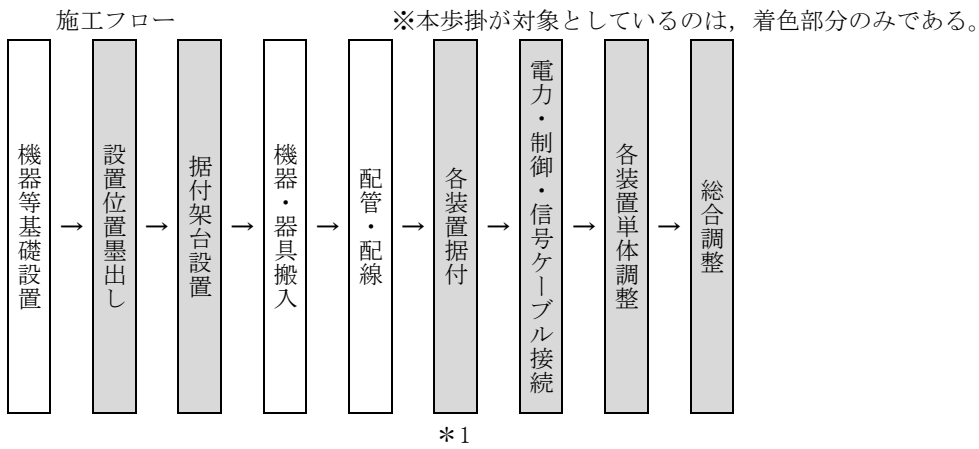 施工フロー
※本歩掛が対象としているのは，着色部分のみである。
機器等基礎設置
→
設置位置墨出し
→
据付架台設置
→
機器・器具搬入
→
配管・配線
→
各装置据付
→
電力・制御・信号ケーブル接続
→
各装置単体調整
→
総合調整
＊1